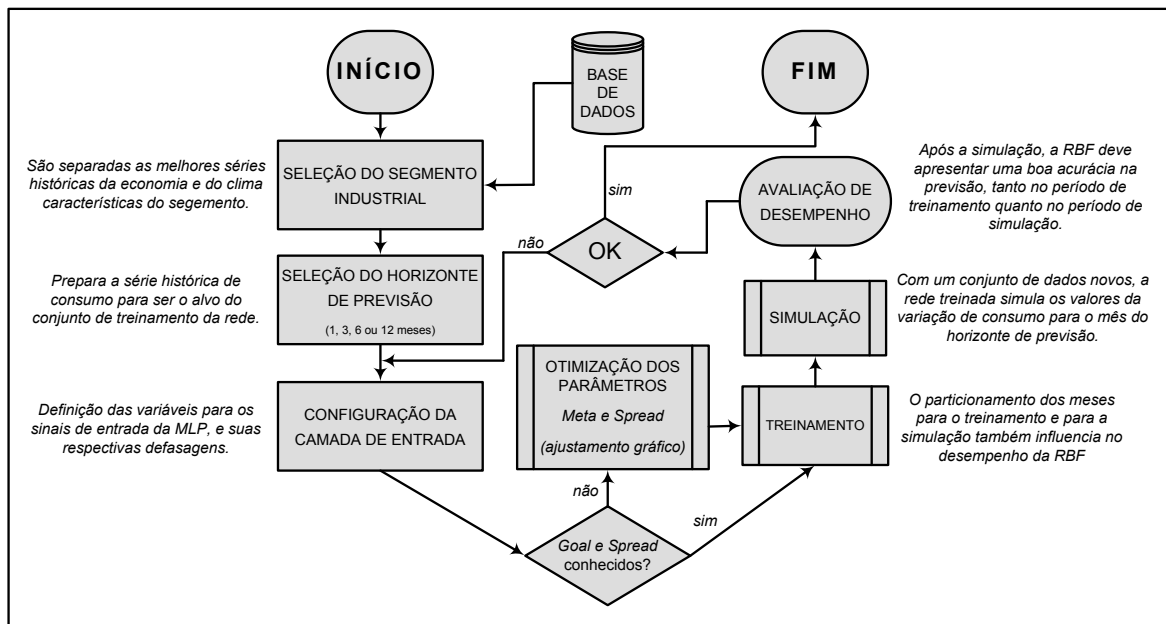 INÍCIO
BASE
DE
DADOS
FIM
São separadas as melhores séries
históricas da economia e do clima
características do segemento.
SELEÇÃO DO SEGMENTO
INDUSTRIAL
sim
AVALIAÇÃO DE
DESEMPENHO
Após a simulação, a RBF deve
apresentar uma boa acurácia na
previsão, tanto no período de
treinamento quanto no período de
simulação.
não
OK
Prepara a série histórica de
consumo para ser o alvo do
conjunto de treinamento da rede.
SELEÇÃO DO HORIZONTE
DE PREVISÃO
(1, 3, 6 ou 12 meses)
SIMULAÇÃO
Com um conjunto de dados novos, a
rede treinada simula os valores da
variação de consumo para o mês do
horizonte de previsão.
Definição das variáveis para os
sinais de entrada da MLP, e suas
respectivas defasagens.
CONFIGURAÇÃO DA
CAMADA DE ENTRADA
OTIMIZAÇÃO DOS
PARÂMETROS
Meta e Spread
(ajustamento gráfico)
TREINAMENTO
O particionamento dos meses
para o treinamento e para a
simulação também influencia no
desempenho da RBF
não
sim
Goal e Spread
conhecidos?